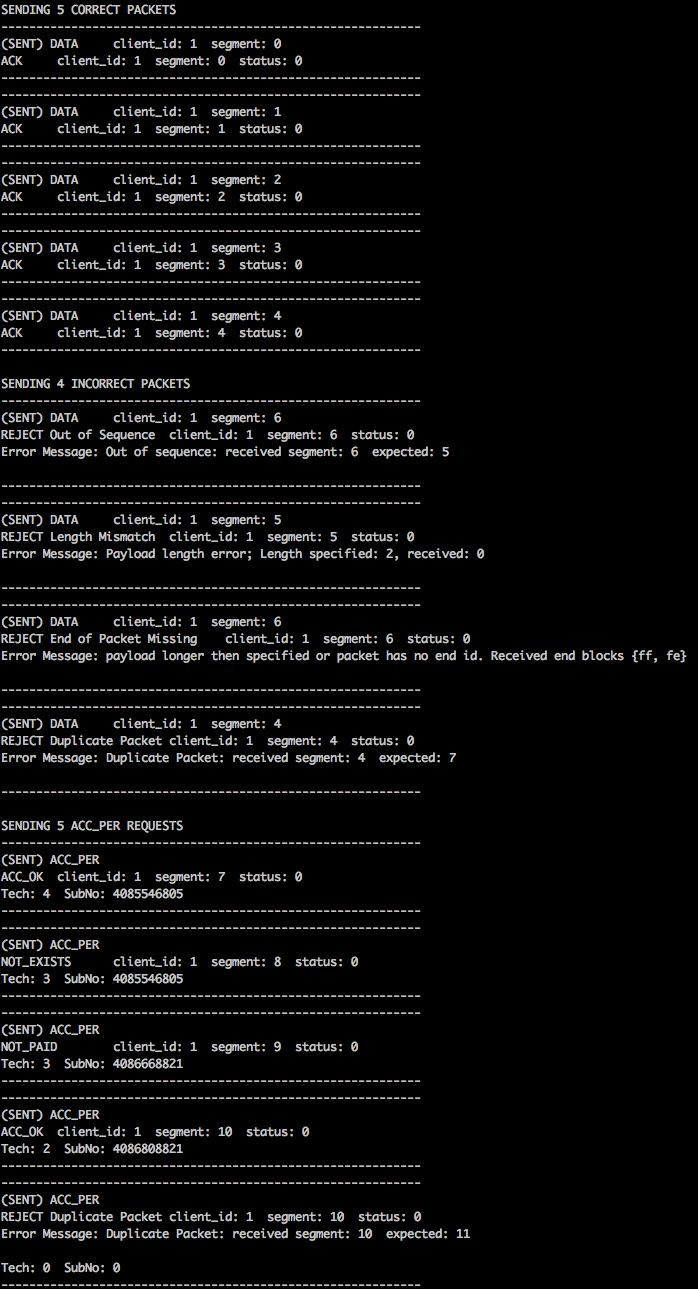 SENDING 5 CORRECT PACKETS
------------------------------------------------------------
(SENT) DATA     client_id: 1  segment: 0
ACK     client_id: 1  segment: 0  status: 0
------------------------------------------------------------
------------------------------------------------------------
(SENT) DATA     client_id: 1  segment: 1
ACK     client_id: 1  segment: 1  status: 0
------------------------------------------------------------
------------------------------------------------------------
(SENT) DATA     client_id: 1  segment: 2
ACK     client_id: 1  segment: 2  status: 0
------------------------------------------------------------
------------------------------------------------------------
(SENT) DATA     client_id: 1  segment: 3
ACK     client_id: 1  segment: 3  status: 0
------------------------------------------------------------
------------------------------------------------------------
(SENT) DATA     client_id: 1  segment: 4
ACK     client_id: 1  segment: 4  status: 0
------------------------------------------------------------

SENDING 4 INCORRECT PACKETS
------------------------------------------------------------
(SENT) DATA     client_id: 1  segment: 6
REJECT Out of Sequence  client_id: 1  segment: 6  status: 0
Error Message: Out of sequence: received segment: 6  expected: 5

------------------------------------------------------------
------------------------------------------------------------
(SENT) DATA     client_id: 1  segment: 5
REJECT Length Mismatch  client_id: 1  segment: 5  status: 0
Error Message: Payload length error; Length specified: 2, received: 0

------------------------------------------------------------
------------------------------------------------------------
(SENT) DATA     client_id: 1  segment: 6
REJECT End of Packet Missing    client_id: 1  segment: 6  status: 0
Error Message: payload longer then specified or packet has no end id. Received end blocks {ff, fe}

------------------------------------------------------------
------------------------------------------------------------
(SENT) DATA     client_id: 1  segment: 4
REJECT Duplicate Packet client_id: 1  segment: 4  status: 0
Error Message: Duplicate Packet: received segment: 4  expected: 7

------------------------------------------------------------

SENDING 5 ACC_PER REQUESTS
------------------------------------------------------------
(SENT) ACC_PER
ACC_OK  client_id: 1  segment: 7  status: 0
Tech: 4  SubNo: 4085546805
------------------------------------------------------------
------------------------------------------------------------
(SENT) ACC_PER
NOT_EXISTS      client_id: 1  segment: 8  status: 0
Tech: 3  SubNo: 4085546805
------------------------------------------------------------
------------------------------------------------------------
(SENT) ACC_PER
NOT_PAID        client_id: 1  segment: 9  status: 0
Tech: 3  SubNo: 4086668821
------------------------------------------------------------
------------------------------------------------------------
(SENT) ACC_PER
ACC_OK  client_id: 1  segment: 10  status: 0
Tech: 2  SubNo: 4086808821
------------------------------------------------------------
------------------------------------------------------------
(SENT) ACC_PER
REJECT Duplicate Packet client_id: 1  segment: 10  status: 0
Error Message: Duplicate Packet: received segment: 10  expected: 11

Tech: 0  SubNo: 0
------------------------------------------------------------